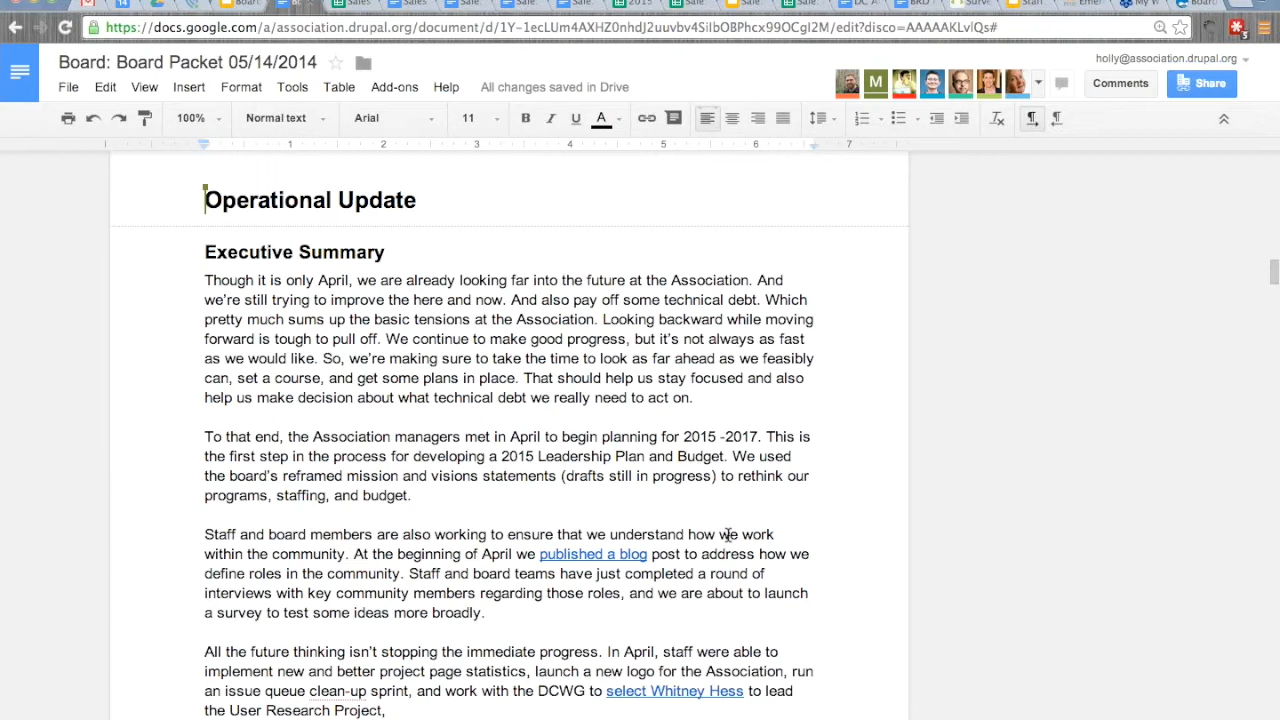 https://docs.google.com/a/association.drupal.org/document/d/1Y-1ecLUm4AXHZ0nhdJ2uuvbv4SiIbOBPhcx99OCgI2M/edit?disco=AAAAAKLvlQs#
Board: Board Packet 05/14/2014
holly@association.drupal.org
File Edit View Insert Format Tools Table Add-ons Help All changes saved in Drive
M
Comments
Share
100% Normal text Arial 11 B I U A
1 2 3 4 5 6 7
Operational Update
Executive Summary
Though it is only April, we are already looking far into the future at the Association. And
we're still trying to improve the here and now. And also pay off some technical debt. Which
pretty much sums up the basic tensions at the Association. Looking backward while moving
forward is tough to pull off. We continue to make good progress, but it's not always as fast
as we would like. So, we're making sure to take the time to look as far ahead as we feasibly
can, set a course, and get some plans in place. That should help us stay focused and also
help us make decision about what technical debt we really need to act on.
To that end, the Association managers met in April to begin planning for 2015 -2017. This is
the first step in the process for developing a 2015 Leadership Plan and Budget. We used
the board's reframed mission and visions statements (drafts still in progress) to rethink our
programs, staffing, and budget.
Staff and board members are also working to ensure that we understand how we work
within the community. At the beginning of April we published a blog post to address how we
define roles in the community. Staff and board teams have just completed a round of
interviews with key community members regarding those roles, and we are about to launch
a survey to test some ideas more broadly.
All the future thinking isn't stopping the immediate progress. In April, staff were able to
implement new and better project page statistics, launch a new logo for the Association, run
an issue queue clean-up sprint, and work with the DCWG to select Whitney Hess to lead
the User Research Project,